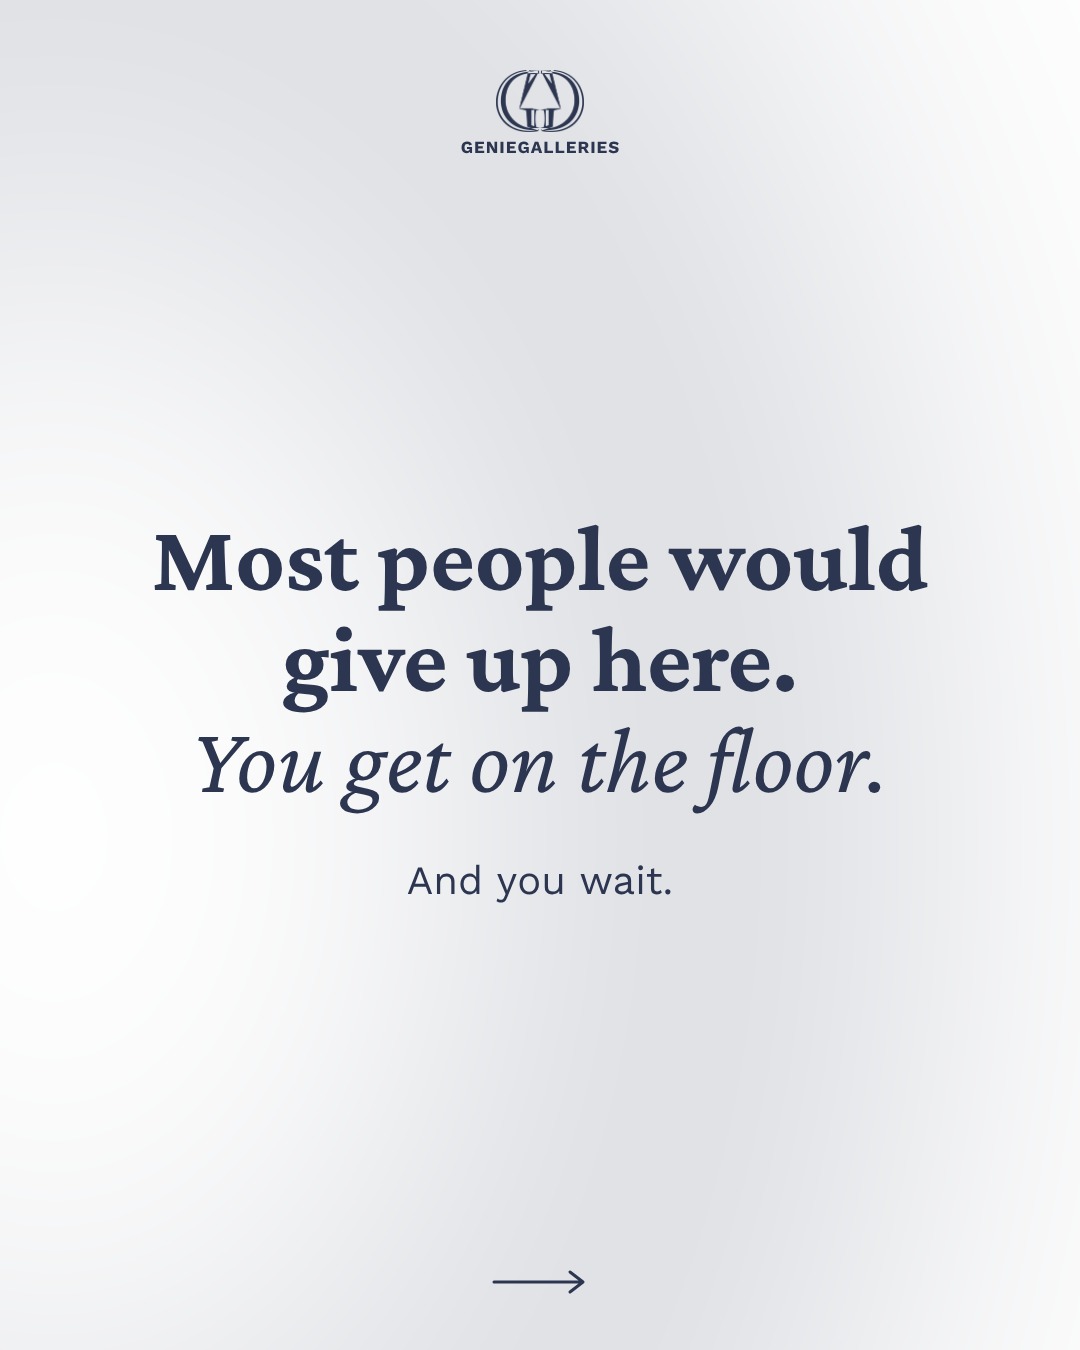 GENIEGALLERIES
Most people would
give up here.
You get on the floor.
And you wait.